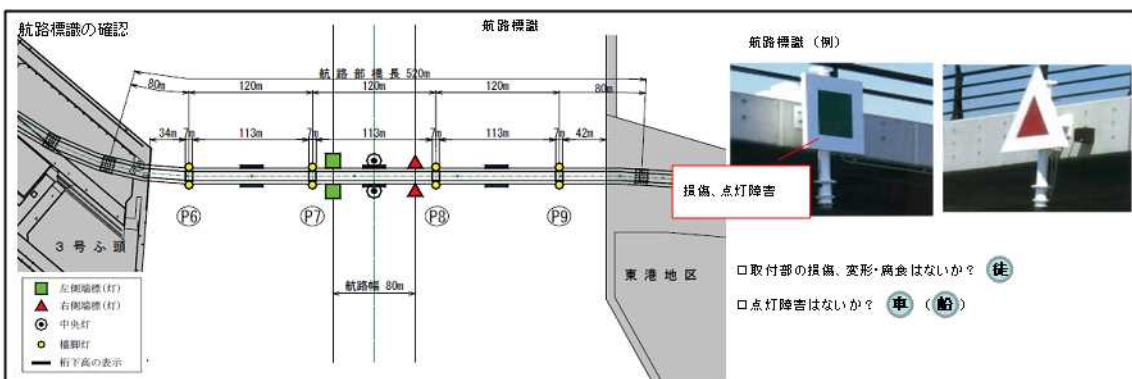 航路標識の確認
航路標識
航路標識（例）
航路部橋長 520m
80m
120m
120m
120m
80m
34m
7m
113m
7m
113m
7m
113m
7m
42m
損傷、点灯障害
P6
P7
P8
P9
3号ふ頭
東港地区
航路幅 80m
左側端標(灯)
右側端標(灯)
中央灯
橋脚灯
桁下高の表示
□取付部の損傷、変形・腐食はないか？ 徒
□点灯障害はないか？ 車 （船）